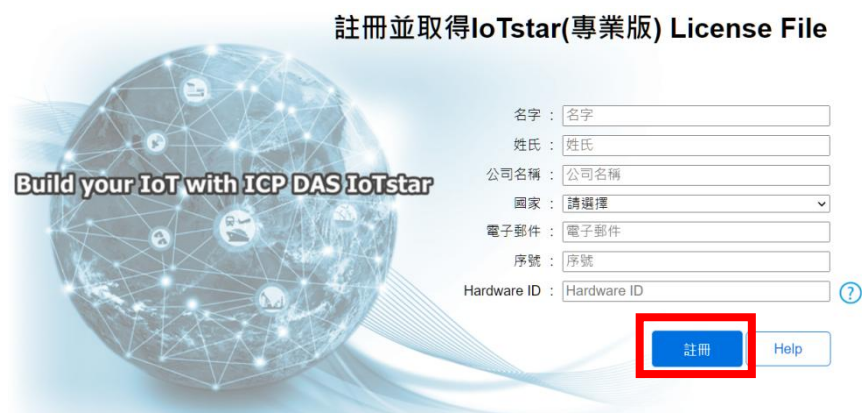 註冊並取得IoTstar(專業版) License File
Build your IoT with ICP DAS IoTstar
名字 : 名字
姓氏 : 姓氏
公司名稱 : 公司名稱
國家 : 請選擇
電子郵件 : 電子郵件
序號 : 序號
Hardware ID : Hardware ID ?
註冊 Help